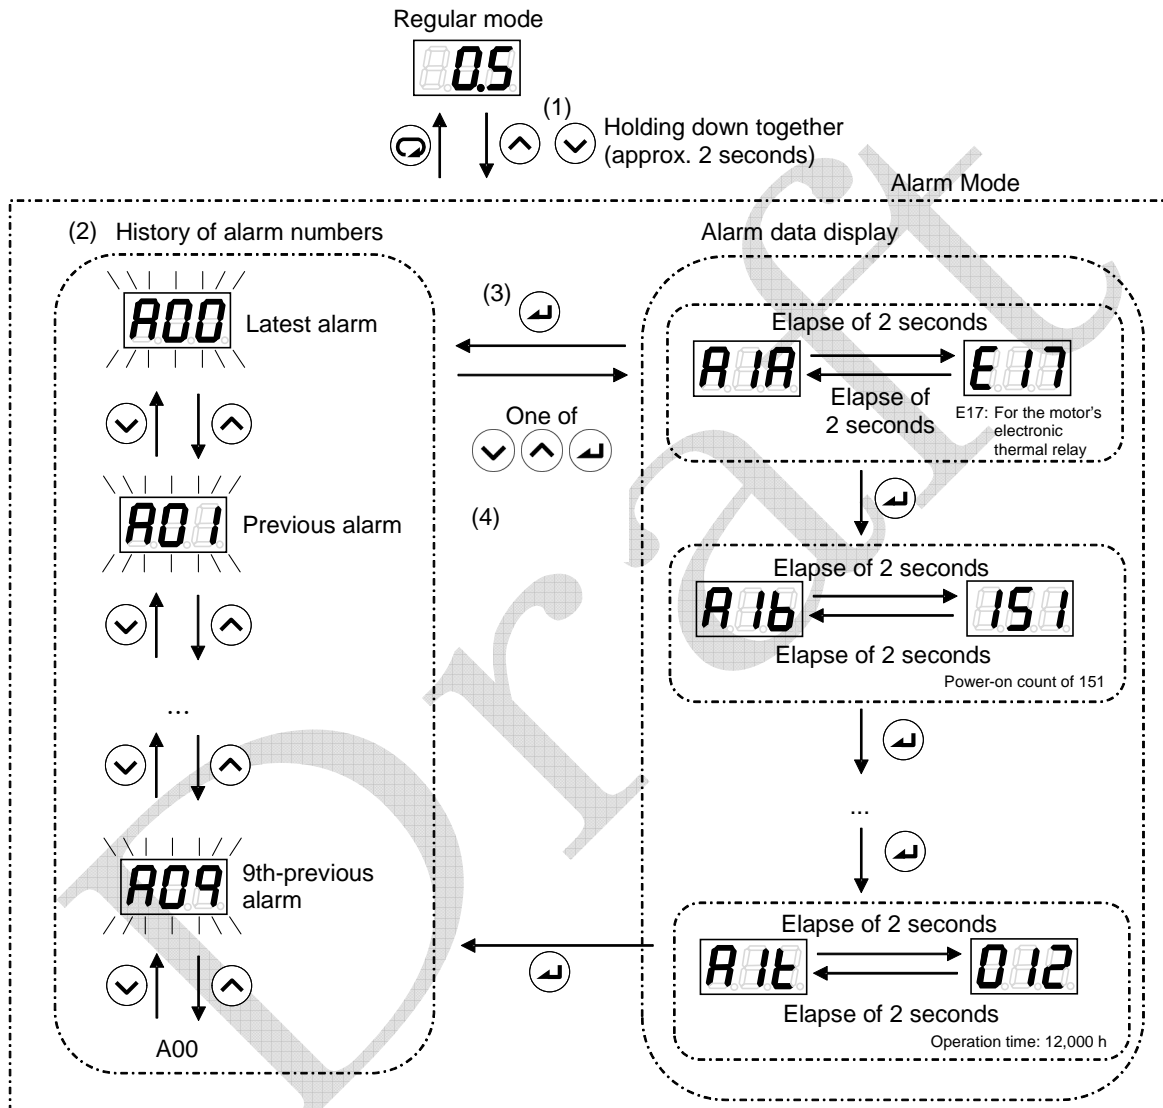 Regular mode
0.5
(1)
Holding down together
(approx. 2 seconds)
Alarm Mode
(2) History of alarm numbers
A00
Latest alarm
A01
Previous alarm
...
A09
9th-previous
alarm
A00
(3)
One of
(4)
Alarm data display
Elapse of 2 seconds
A1A
E17
Elapse of
2 seconds
E17: For the motor's
electronic
thermal relay
Elapse of 2 seconds
A1b
151
Elapse of 2 seconds
Power-on count of 151
...
Elapse of 2 seconds
A1t
012
Elapse of 2 seconds
Operation time: 12,000 h
Draft